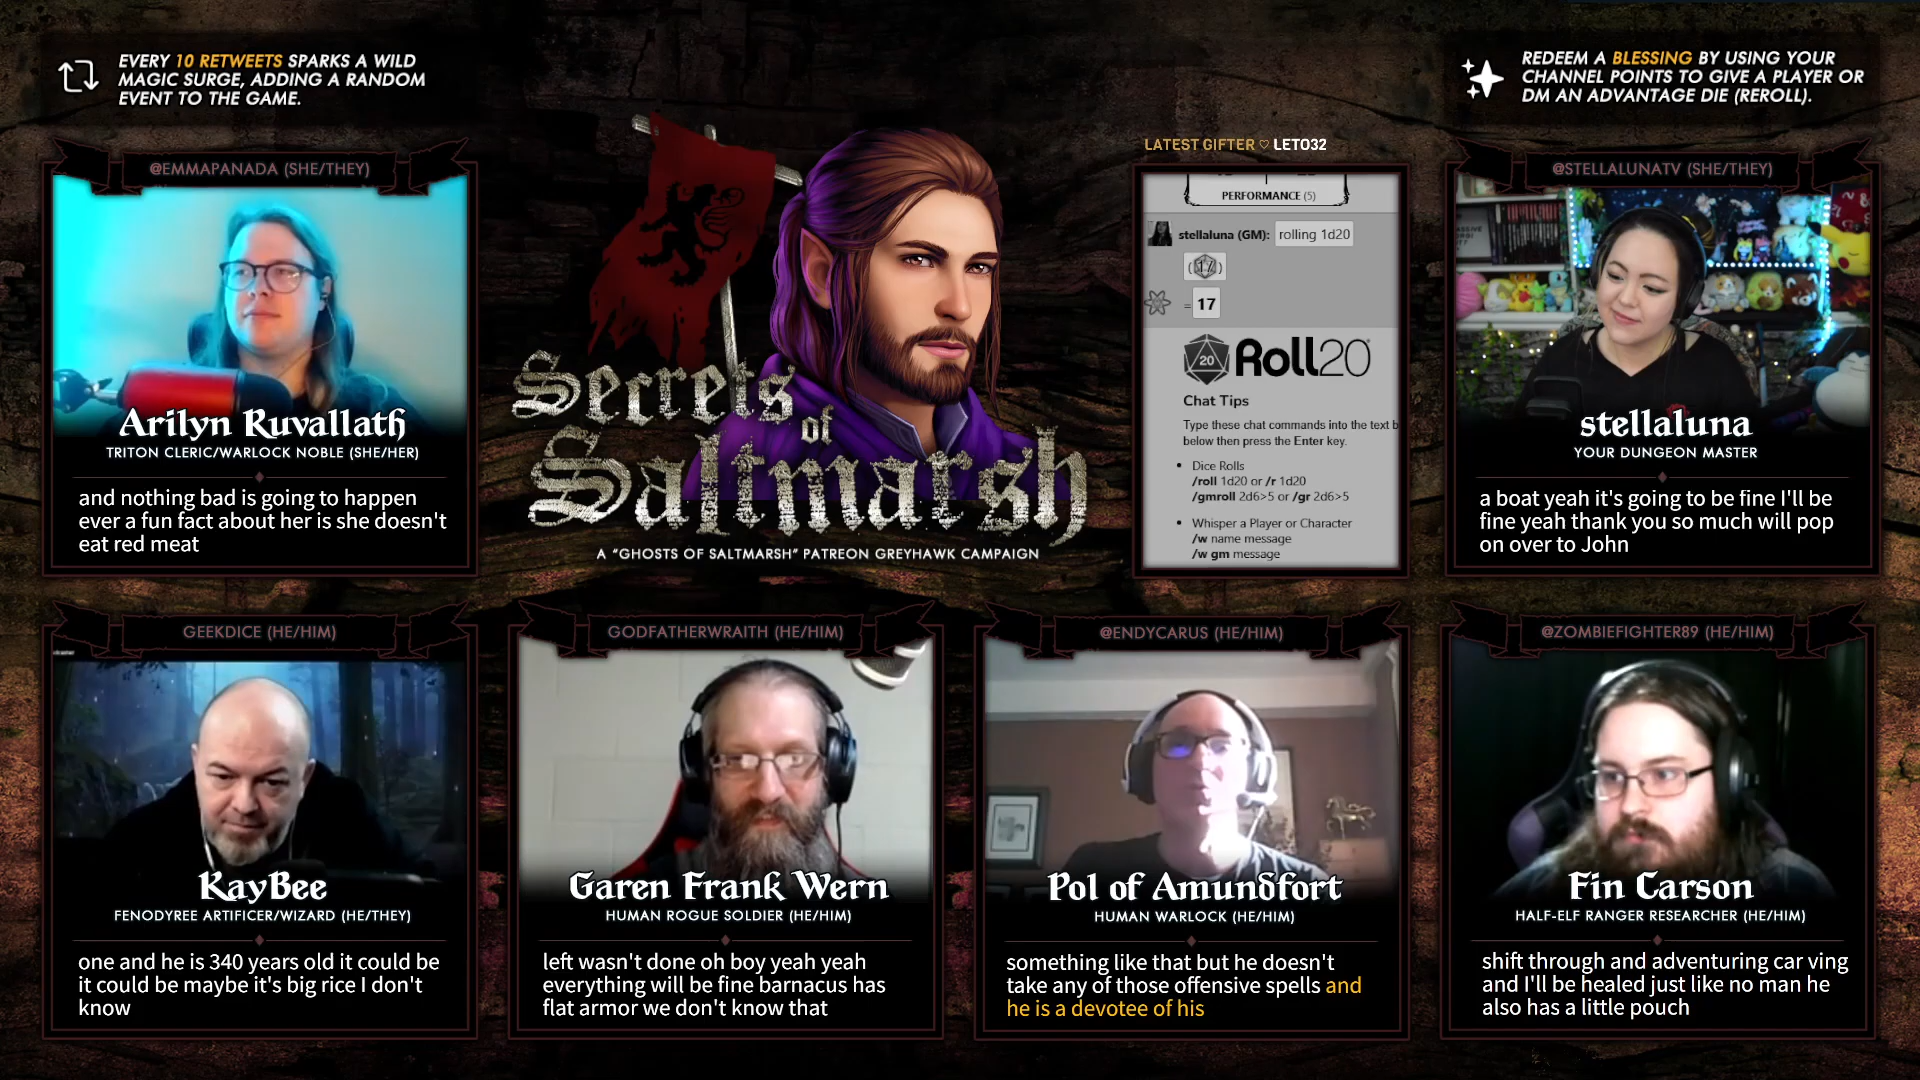 EVERY 10 RETWEETS SPARKS A WILD
MAGIC SURGE, ADDING A RANDOM
EVENT TO THE GAME.
REDEEM A BLESSING BY USING YOUR
CHANNEL POINTS TO GIVE A PLAYER OR
DM AN ADVANTAGE DIE (REROLL).
@EMMAPANADA (SHE/THEY)
Arilyn Ruvallath
TRITON CLERIC/WARLOCK NOBLE (SHE/HER)
and nothing bad is going to happen
ever a fun fact about her is she doesn't
eat red meat
Secrets
of
Saltmarsh
A "GHOSTS OF SALTMARSH" PATREON GREYHAWK CAMPAIGN
LATEST GIFTER ♡ LETO32
PERFORMANCE (5)
stellaluna (GM): rolling 1d20
(17)
= 17
20 Roll20
Chat Tips
Type these chat commands into the text b
below then press the Enter key.
• Dice Rolls
/roll 1d20 or /r 1d20
/gmroll 2d6>5 or /gr 2d6>5
• Whisper a Player or Character
/w name message
/w gm message
@STELLALUNATV (SHE/THEY)
stellaluna
YOUR DUNGEON MASTER
a boat yeah it's going to be fine I'll be
fine yeah thank you so much will pop
on over to John
GEEKDICE (HE/HIM)
KayBee
FENODYREE ARTIFICER/WIZARD (HE/THEY)
one and he is 340 years old it could be
it could be maybe it's big rice I don't
know
GODFATHERWRAITH (HE/HIM)
Garen Frank Wern
HUMAN ROGUE SOLDIER (HE/HIM)
left wasn't done oh boy yeah yeah
everything will be fine barnacus has
flat armor we don't know that
@ENDYCARUS (HE/HIM)
Pol of Amundfort
HUMAN WARLOCK (HE/HIM)
something like that but he doesn't
take any of those offensive spells and
he is a devotee of his
@ZOMBIEFIGHTER89 (HE/HIM)
Fin Carson
HALF-ELF RANGER RESEARCHER (HE/HIM)
shift through and adventuring car ving
and I'll be healed just like no man he
also has a little pouch